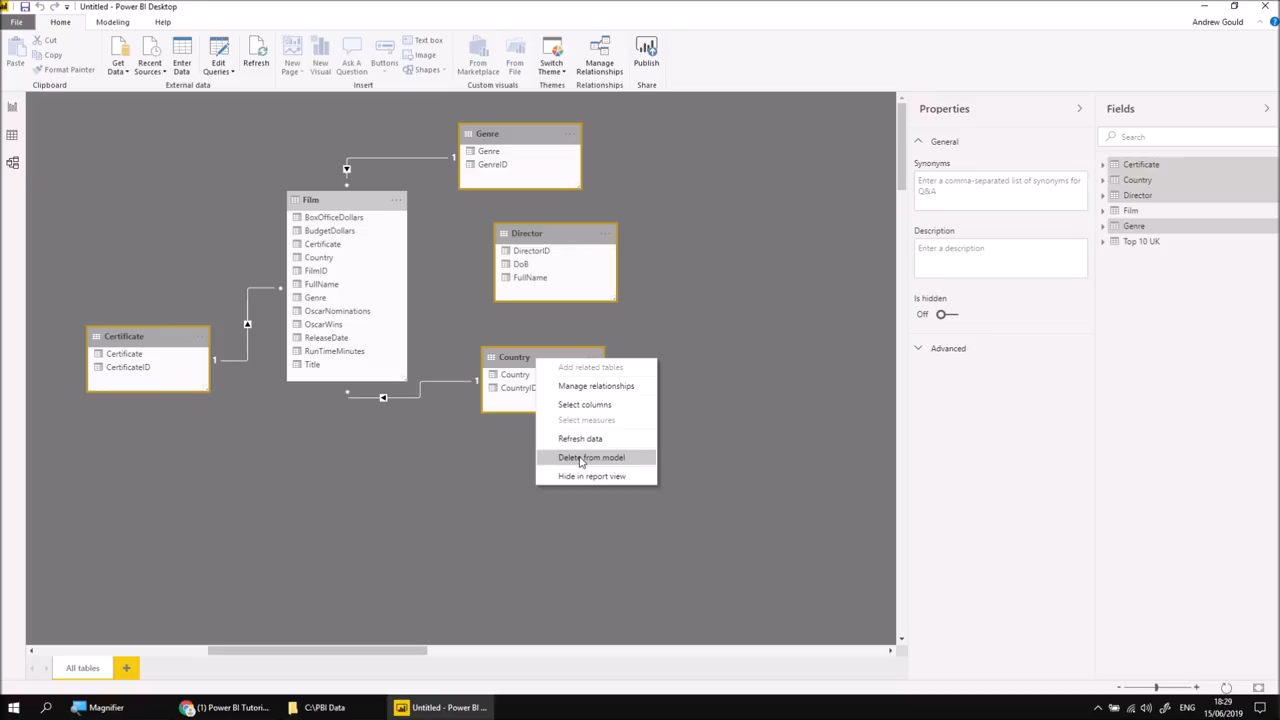 Untitled - Power BI Desktop
File
Home
Modeling
Help
Andrew Gould
Paste
Cut
Copy
Format Painter
Clipboard
Get Data
Recent Sources
Enter Data
Edit Queries
Refresh
External data
New Page
New Visual
Ask A Question
Buttons
Text box
Image
Shapes
Insert
From Marketplace
From File
Custom visuals
Switch Theme
Themes
Manage Relationships
Relationships
Publish
Share
Genre
Genre
GenreID
1
*
Film
BoxOfficeDollars
BudgetDollars
Certificate
Country
FilmID
FullName
Genre
OscarNominations
OscarWins
ReleaseDate
RunTimeMinutes
Title
*
*
Director
DirectorID
DoB
FullName
Certificate
Certificate
CertificateID
1
Country
Country
CountryID
1
Add related tables
Manage relationships
Select columns
Select measures
Refresh data
Delete from model
Hide in report view
Properties
General
Synonyms
Enter a comma-separated list of synonyms for
Q&A
Description
Enter a description
Is hidden
Off
Advanced
Fields
Search
Certificate
Country
Director
Film
Genre
Top 10 UK
All tables
Magnifier
(1) Power BI Tutori...
C:\PBI Data
Untitled - Power BI ...
ENG
18:29
15/06/2019